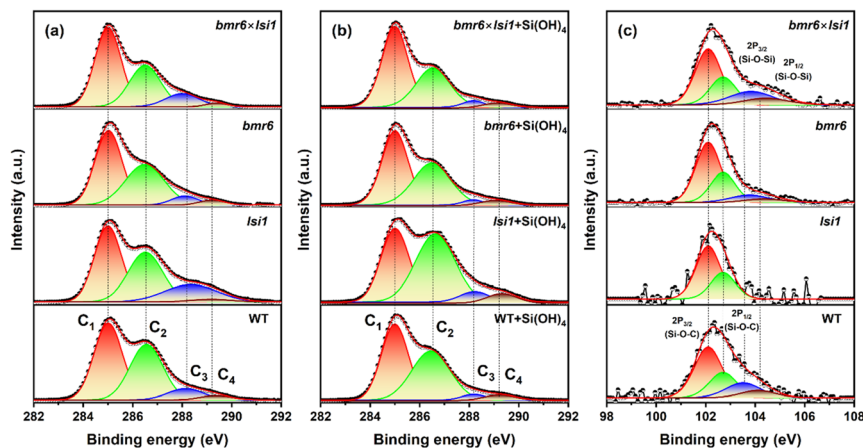 (a)
bmr6×lsi1
bmr6
lsi1
WT
C₁
C₂
C₃
C₄
Intensity (a.u.)
282 284 286 288 290 292
Binding energy (eV)
(b)
bmr6×lsi1+Si(OH)₄
bmr6+Si(OH)₄
lsi1+Si(OH)₄
WT+Si(OH)₄
C₁
C₂
C₃
C₄
Intensity (a.u.)
282 284 286 288 290 292
Binding energy (eV)
(c)
bmr6×lsi1
2P₃/₂
(Si-O-Si)
2P₁/₂
(Si-O-Si)
bmr6
lsi1
WT
2P₃/₂
(Si-O-C)
2P₁/₂
(Si-O-C)
Intensity (a.u.)
98 100 102 104 106 108
Binding energy (eV)